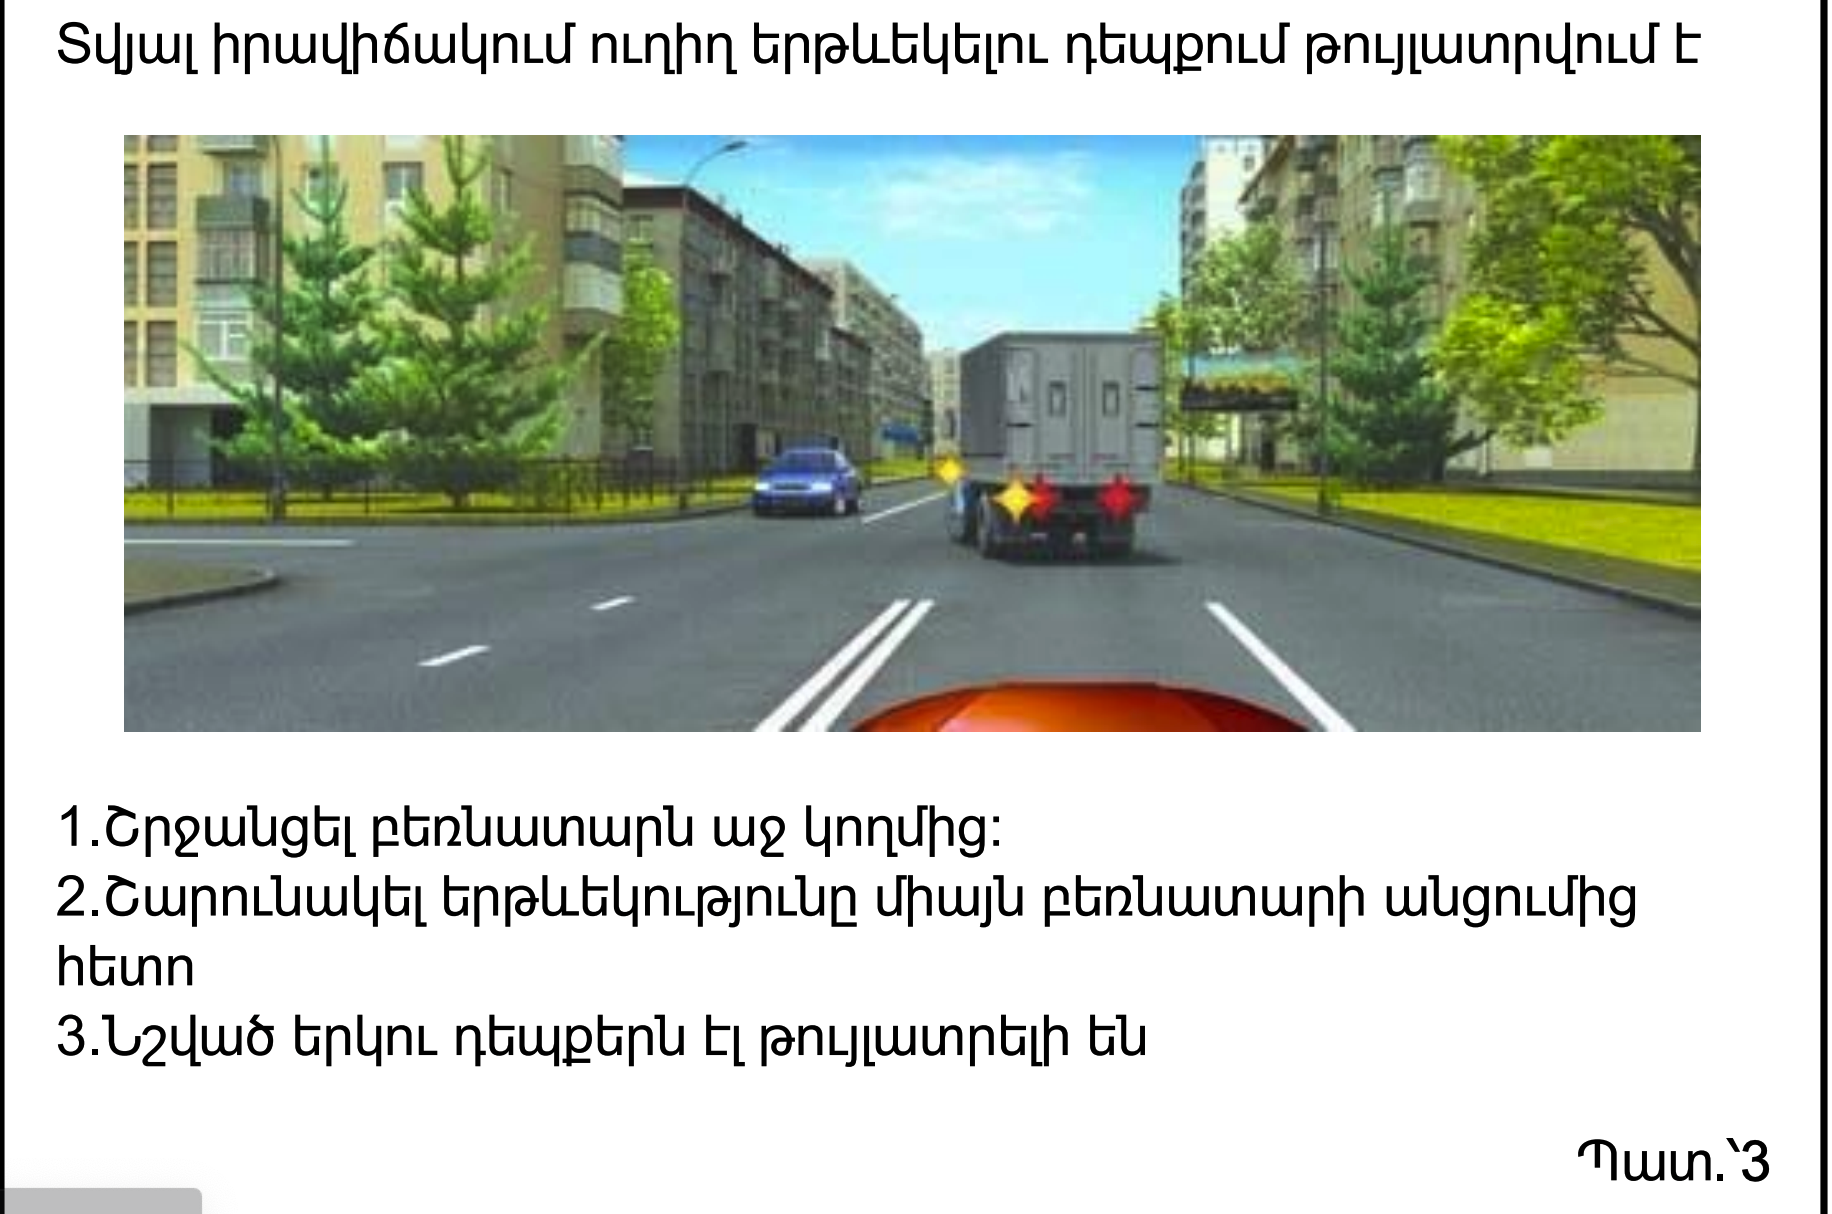 Տվյալ իրավիճակում ուղիղ երթևեկելու դեպքում թույլատրվում է
1.Շրջանցել բեռնատարն աջ կողմից:
2.Շարունակել երթևեկությունը միայն բեռնատարի անցումից
հետո
3.Նշված երկու դեպքերն էլ թույլատրելի են
Պատ.՝3